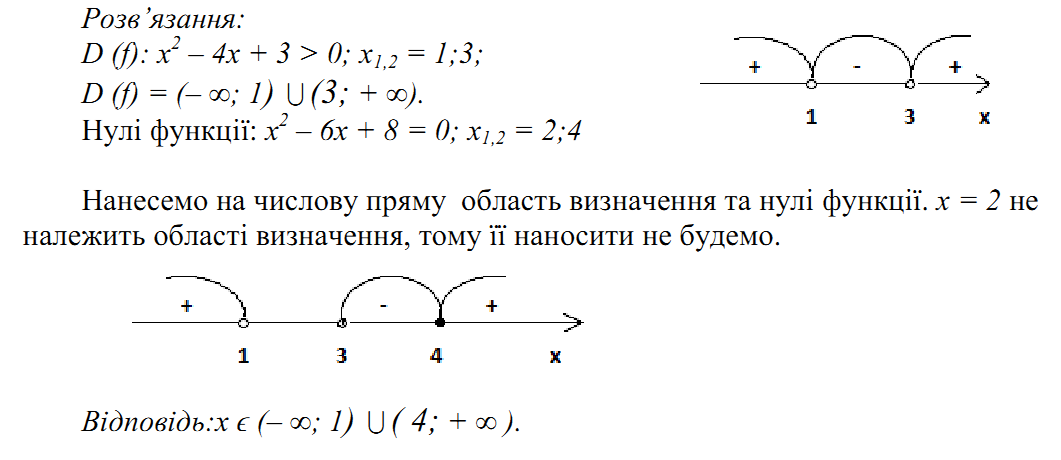 Розв’язання:
D (f): x² – 4x + 3 > 0; x₁,₂ = 1;3;
+ - +
D (f) = (– ∞; 1) ∪ (3; + ∞).
1 3 x
Нулі функції: x² – 6x + 8 = 0; x₁,₂ = 2;4
Нанесемо на числову пряму область визначення та нулі функції. x = 2 не
належить області визначення, тому її наносити не будемо.
+ - +
1 3 4 x
Відповідь:x є (– ∞; 1) ∪ ( 4; + ∞ ).